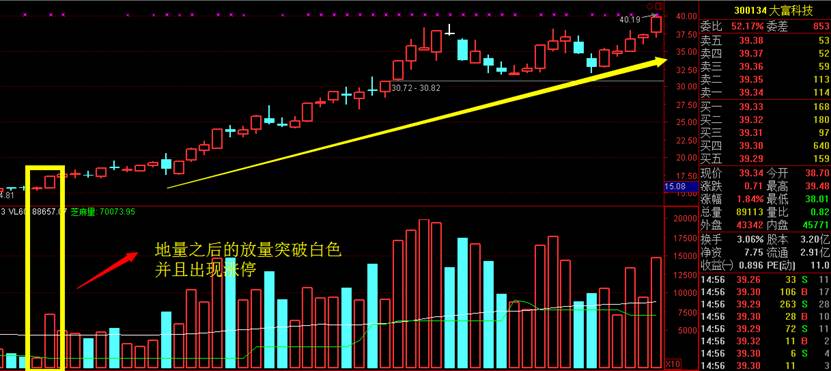 300134 大富科技
40.19
40.00
37.50
35.00
32.50
30.00
27.50
25.00
22.50
20.00
17.50
15.08
30.72 - 30.82
4.81
3 VL60 88657.07 芝麻量 70073.95
地量之后的放量突破白色
并且出现涨停
20000
17500
15000
12500
10000
7500
5000
X10
委比 52.17% 委差 853
卖五 39.38 53
卖四 39.37 52
卖三 39.36 59
卖二 39.35 113
卖一 39.34 114
买一 39.33 168
买二 39.32 180
买三 39.31 97
买四 39.30 640
买五 39.29 159
现价 39.34 今开 38.70
涨跌 0.71 最高 39.48
涨幅 1.84% 最低 38.01
总量 89113 量比 0.82
外盘 43342 内盘 45771
换手 3.06% 股本 3.20亿
净资 7.75 流通 2.91亿
收益(一) 0.896 PE(动) 11.0
14:56 39.26 33 S 11
14:56 39.30 106 B 17
14:56 39.29 263 S 28
14:56 39.30 28 B 10
14:56 39.29 72 S 11
14:56 39.32 11 B 2
14:56 39.30 6 S 4
14:56 39.30 11 3